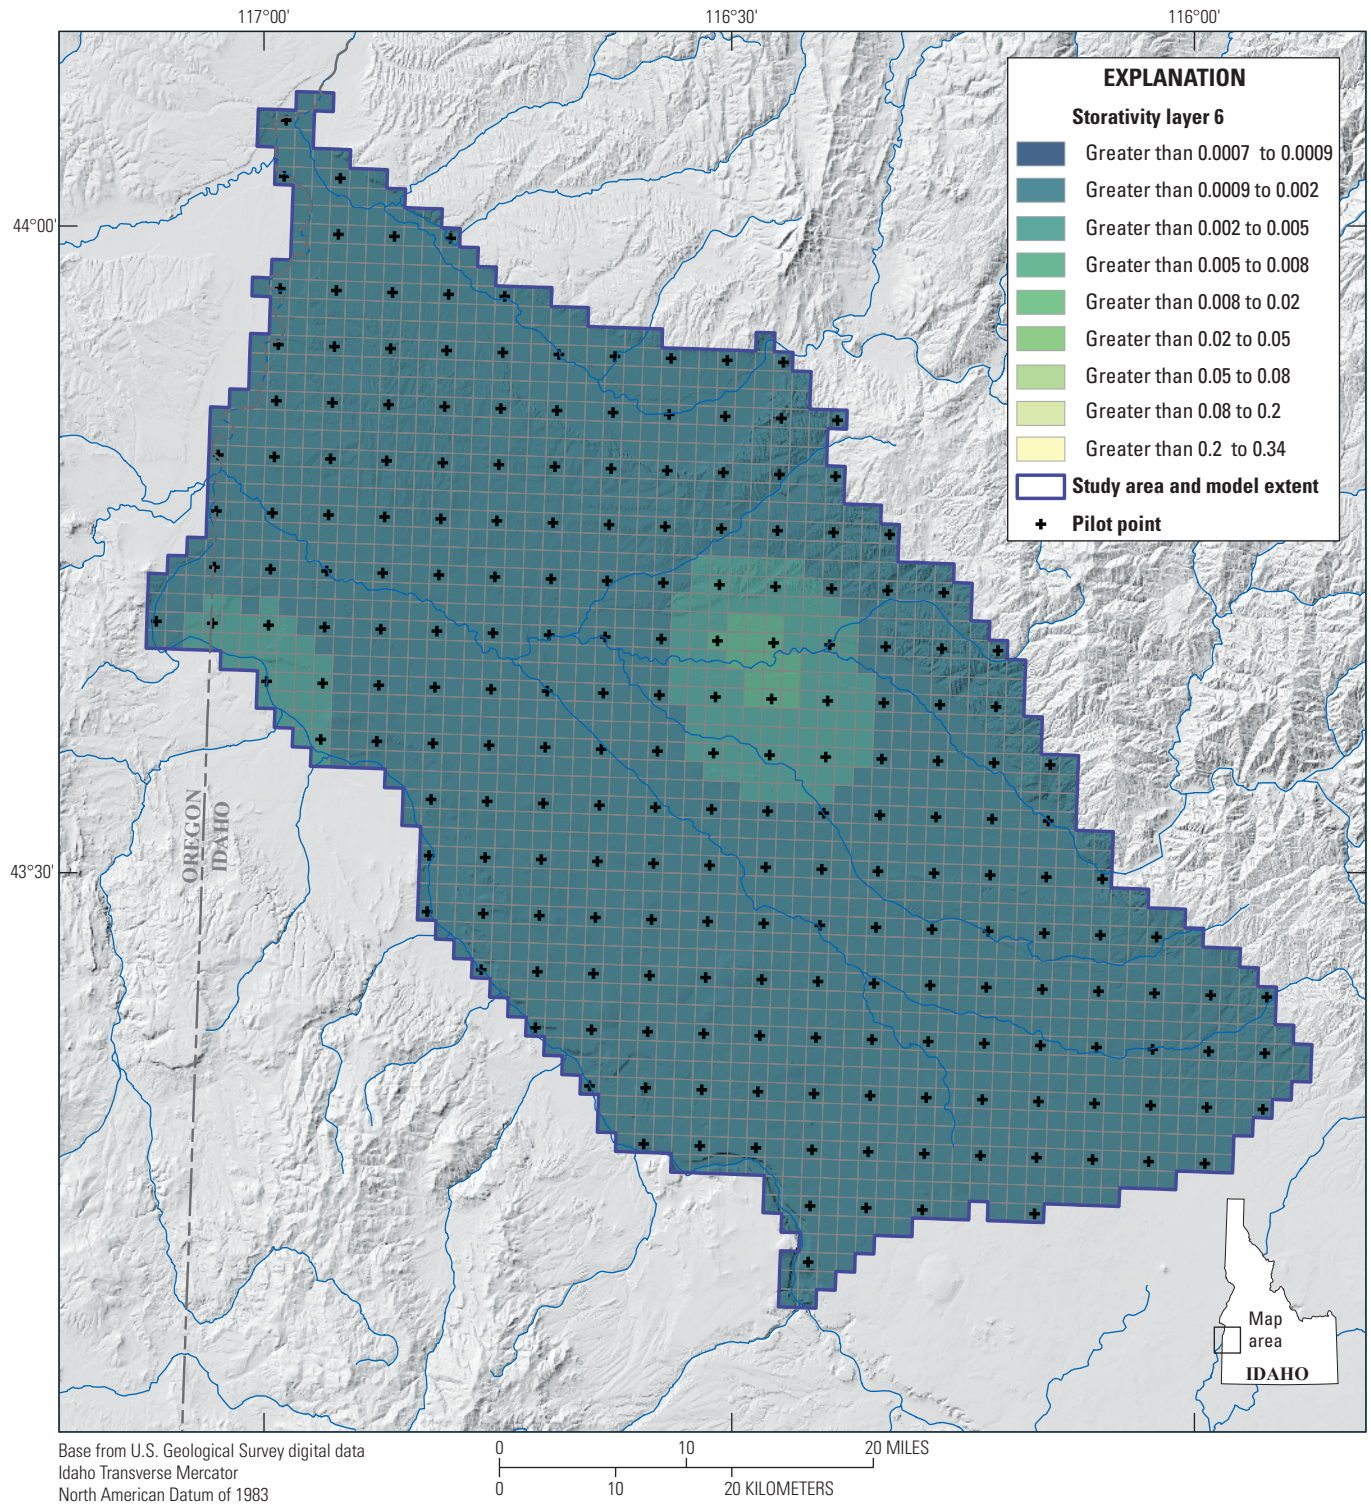 117°00'
116°30'
116°00'
44°00'
43°30'
EXPLANATION
Storativity layer 6
Greater than 0.0007 to 0.0009
Greater than 0.0009 to 0.002
Greater than 0.002 to 0.005
Greater than 0.005 to 0.008
Greater than 0.008 to 0.02
Greater than 0.02 to 0.05
Greater than 0.05 to 0.08
Greater than 0.08 to 0.2
Greater than 0.2 to 0.34
Study area and model extent
Pilot point
OREGON
IDAHO
Map
area
IDAHO
Base from U.S. Geological Survey digital data
Idaho Transverse Mercator
North American Datum of 1983
0 10 20 MILES
0 10 20 KILOMETERS